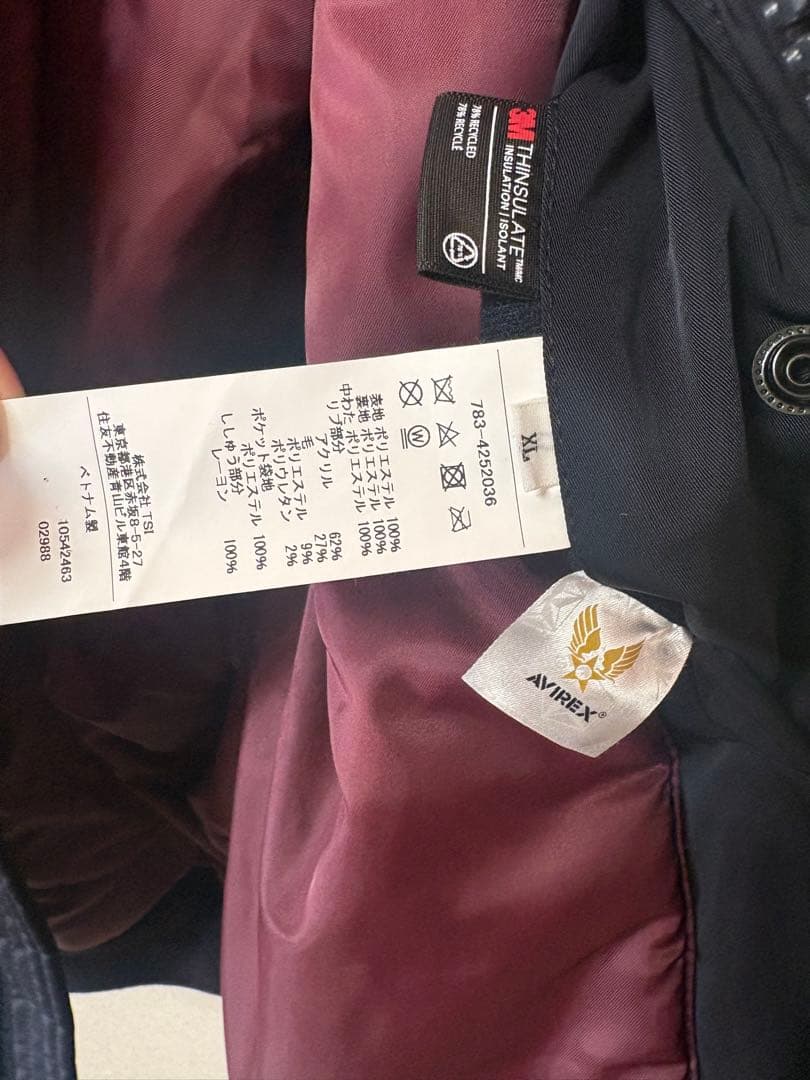 3M THINSULATE™MC
INSULATION | ISOLANT
78% RECYCLED
78% RECYCLÉ
XL
783-4252036
W
表地 ポリエステル 100%
裏地 ポリエステル 100%
中わた ポリエステル 100%
リブ部分
アクリル 62%
毛 27%
ポリエステル 9%
ポリウレタン 2%
ポケット袋地
ポリエステル 100%
ししゅう部分
レーヨン 100%
株式会社 TSI
東京都港区赤坂8-5-27
住友不動産青山ビル東館4階
ベトナム製
10542463
02988
AVIREX®